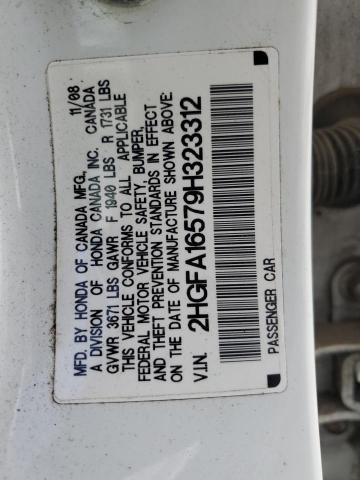 MFD. BY HONDA OF CANADA MFG. 11/08
A DIVISION OF HONDA CANADA INC. CANADA
GVWR 3671 LBS GAWR F 1940 LBS R 1731 LBS
THIS VEHICLE CONFORMS TO ALL APPLICABLE
FEDERAL MOTOR VEHICLE SAFETY, BUMPER,
AND THEFT PREVENTION STANDARDS IN EFFECT
ON THE DATE OF MANUFACTURE SHOWN ABOVE.
V.I.N. 2HGFA16579H323312
PASSENGER CAR